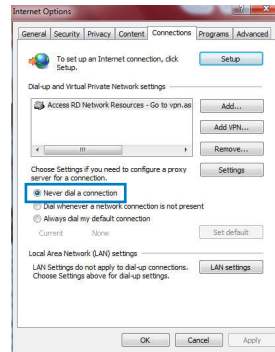 Internet Options
General Security Privacy Content Connections Programs Advanced
To set up an Internet connection, click
Setup.
Setup
Dial-up and Virtual Private Network settings
Access RD Network Resources - Go to vpn.as
Add...
Add VPN...
Remove...
Choose Settings if you need to configure a proxy
server for a connection.
Settings
Never dial a connection
Dial whenever a network connection is not present
Always dial my default connection
Current None
Set default
Local Area Network (LAN) settings
LAN Settings do not apply to dial-up connections.
Choose Settings above for dial-up settings.
LAN settings
OK Cancel Apply